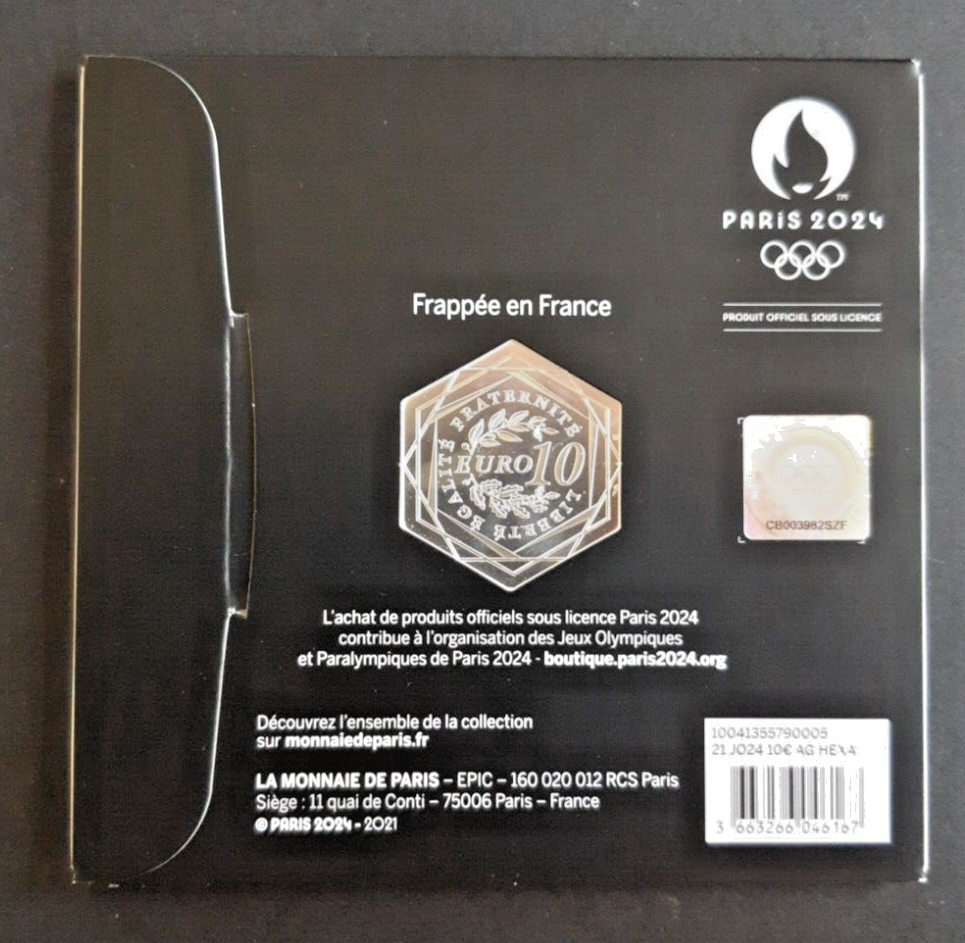 TM
PARIS 2024
PRODUIT OFFICIEL SOUS LICENCE
Frappée en France
LIBERTÉ ÉGALITÉ FRATERNITÉ
EURO 10
CB003982SZF
L'achat de produits officiels sous licence Paris 2024
contribue à l'organisation des Jeux Olympiques
et Paralympiques de Paris 2024 - boutique.paris2024.org
Découvrez l'ensemble de la collection
sur monnaiedeparis.fr
LA MONNAIE DE PARIS – EPIC – 160 020 012 RCS Paris
Siège : 11 quai de Conti – 75006 Paris – France
© PARIS 2024 - 2021
10041355790005
21 JO24 10€ AG HEXA
3 663266 046167